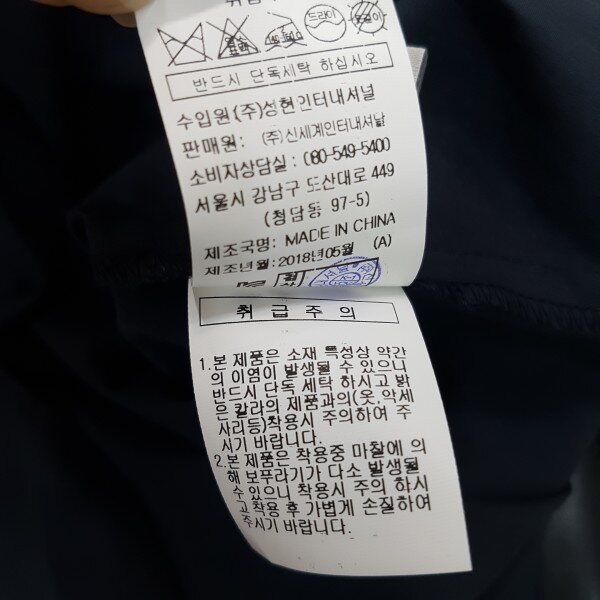 드라이
반드시 단독세탁 하십시오
수입원 (주)성헌인터내셔널
판매원: (주)신세계인터내셔날
소비자상담실 : 080-549-5400
서울시 강남구 도산대로 449
(청담동 97-5)
제조국명: MADE IN CHINA
제조년월: 2018년05월 (A)
취급주의
1.본 제품은 소재 특성상 약간
의 이염이 발생될 수 있으니
반드시 단독 세탁 하시고 밝
은 칼라의 제품과의(옷,악세
사리등)착용시 주의하여 주
시기 바랍니다.
2.본 제품은 착용중 마찰에 의
해 보푸라기가 다소 발생될
수 있으니 착용시 주의 하시
고 착용 후 가볍게 손질하여
주시기 바랍니다.